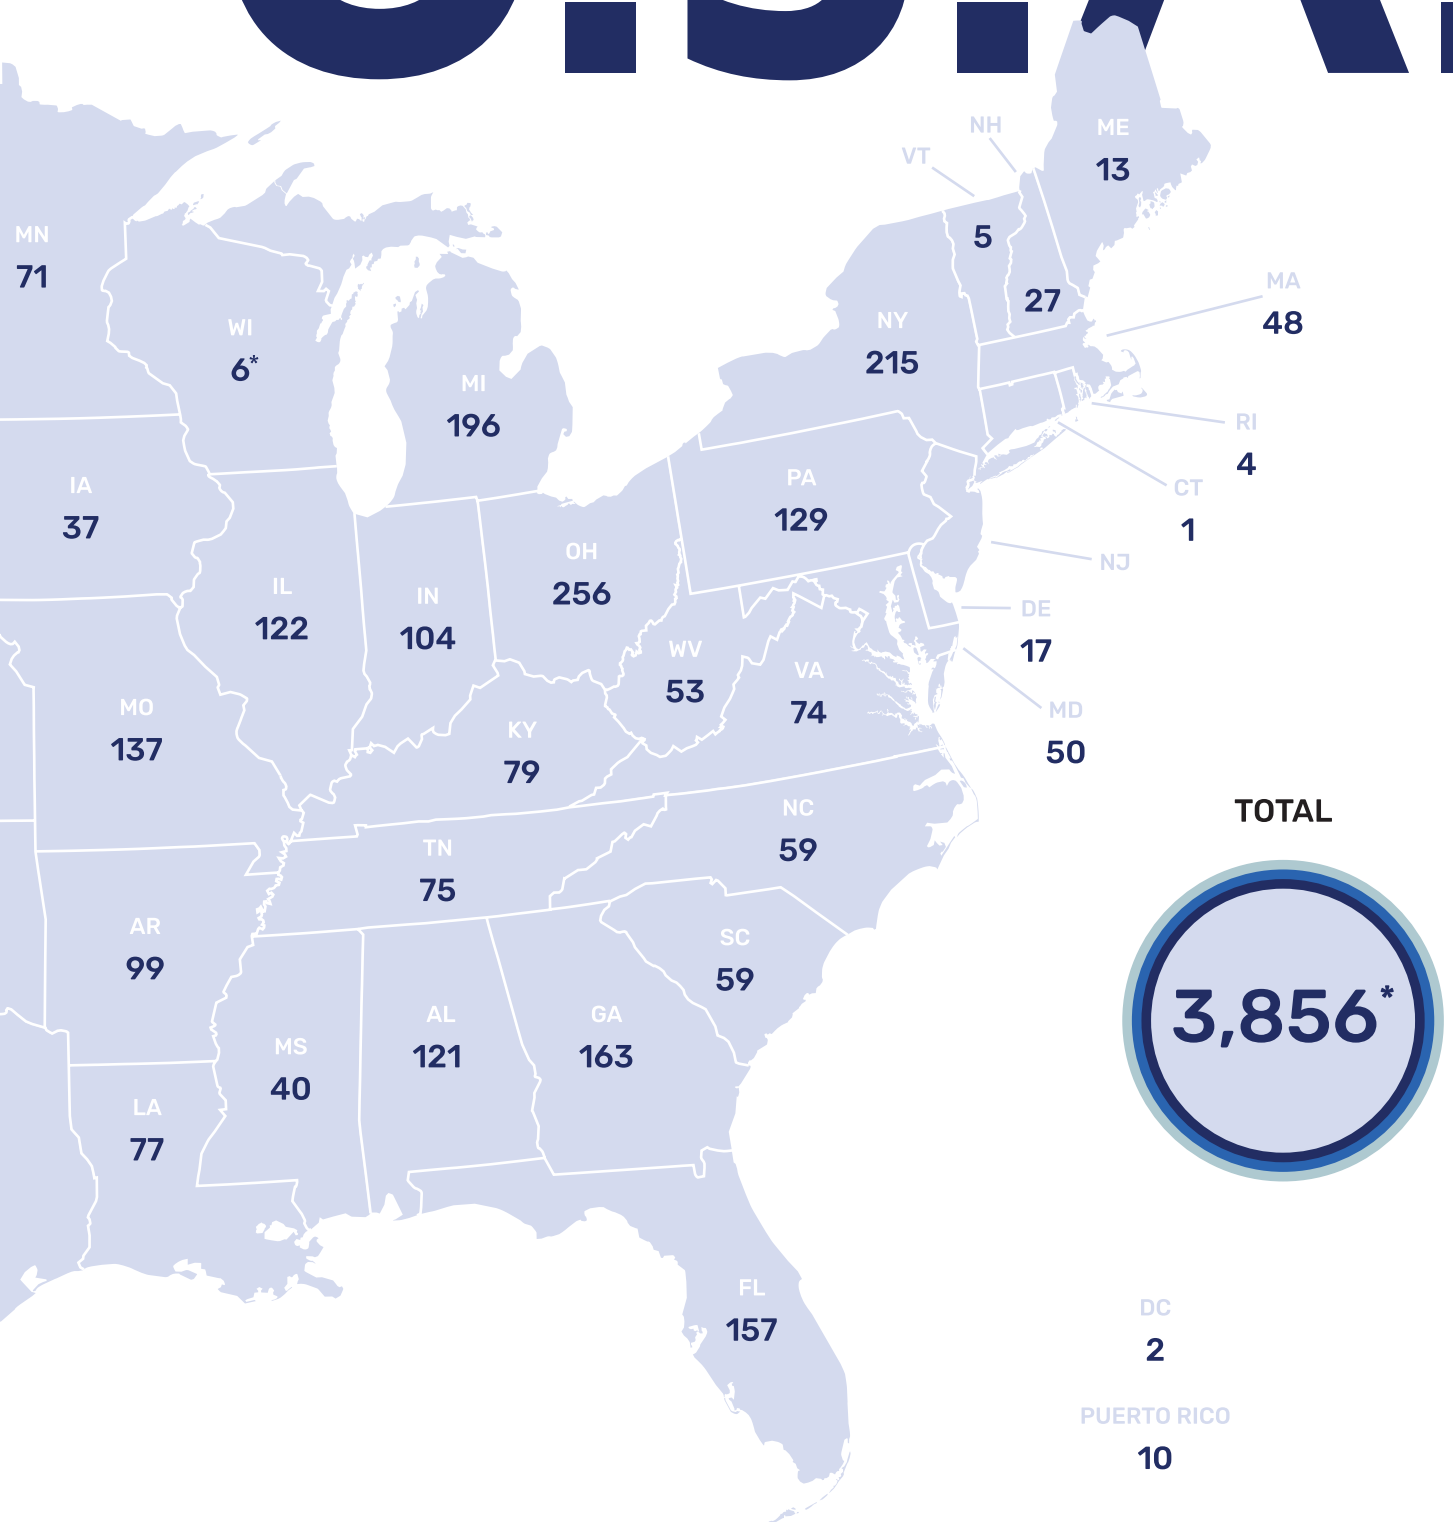 U.S.A.
NH
VT
ME
13
5
27
MN
71
MA
48
WI
6*
NY
215
MI
196
RI
4
PA
129
IA
37
CT
1
OH
256
NJ
IL
122
IN
104
DE
17
WV
53
VA
74
MO
137
MD
50
KY
79
NC
59
TN
75
TOTAL
3,856*
AR
99
SC
59
AL
121
GA
163
MS
40
LA
77
FL
157
DC
2
PUERTO RICO
10